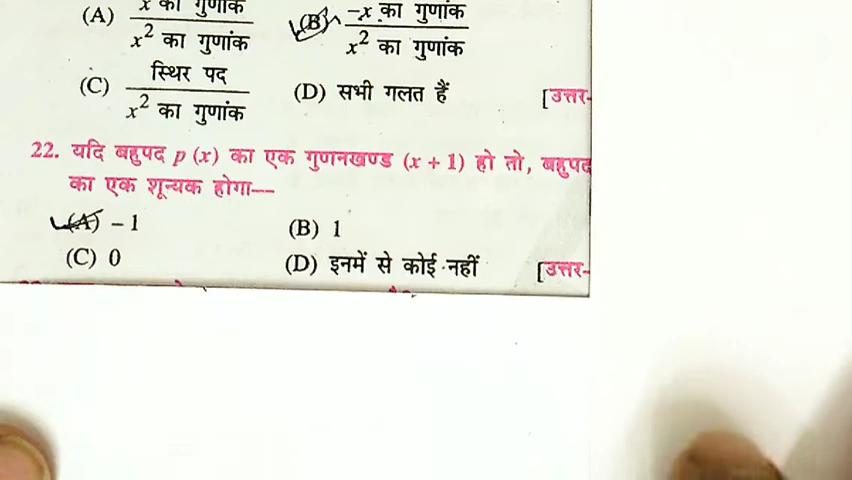 (A) x का गुणांक / x² का गुणांक (B) –x का गुणांक / x² का गुणांक
(C) स्थिर पद / x² का गुणांक (D) सभी गलत हैं [उत्तर-
22. यदि बहुपद p (x) का एक गुणनखण्ड (x + 1) हो तो, बहुपद
का एक शून्यक होगा—
(A) – 1 (B) 1
(C) 0 (D) इनमें से कोई नहीं [उत्तर-